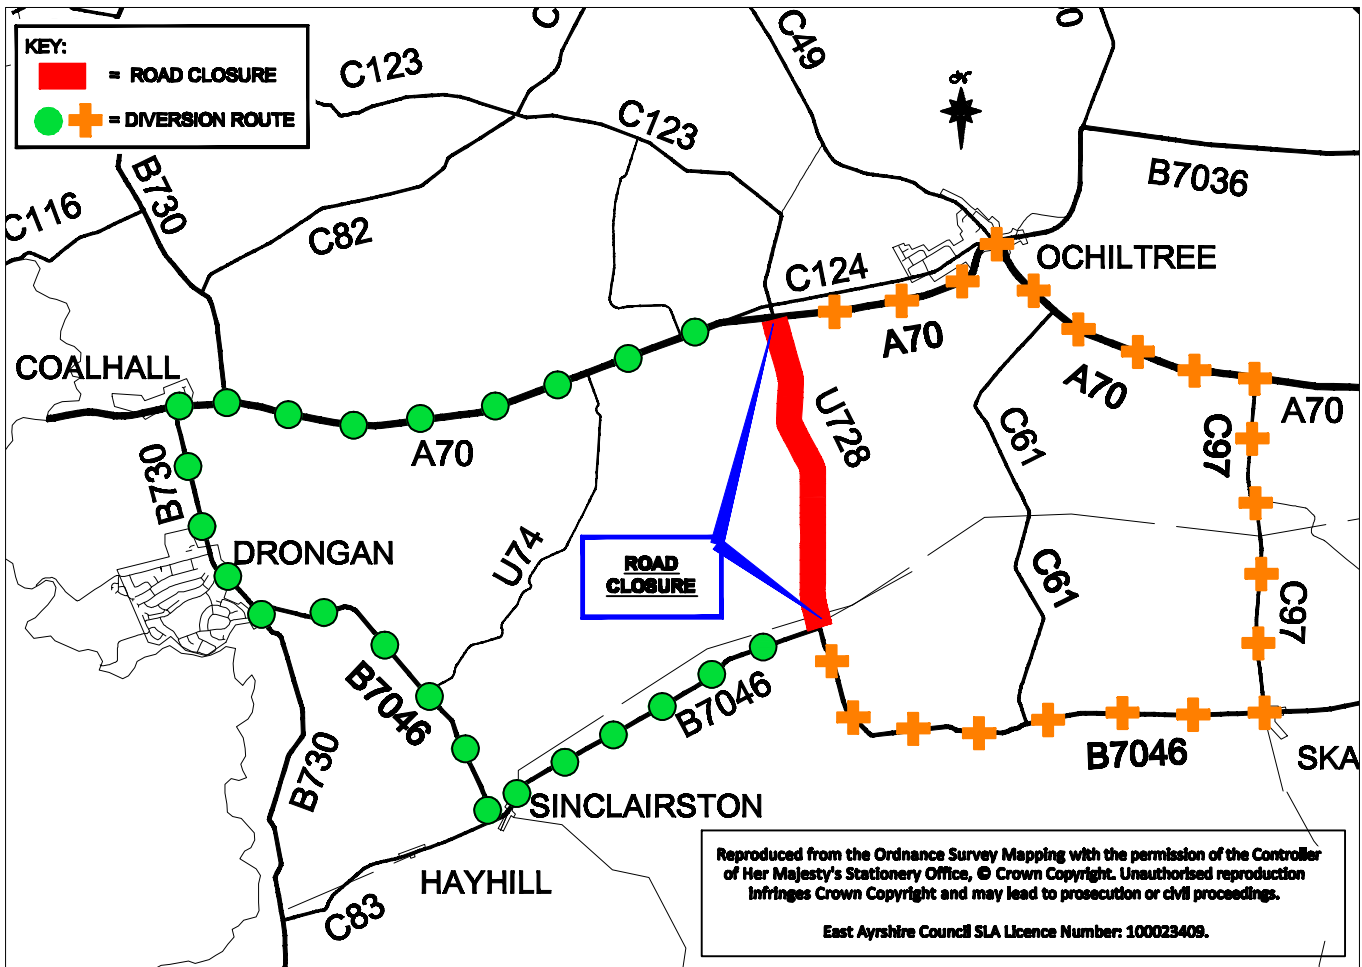 KEY:
= ROAD CLOSURE
= DIVERSION ROUTE
C
C49
0
C123
C123
B7036
B730
C116
C82
C124
OCHILTREE
COALHALL
A70
A70
A70
A70
U728
C61
C97
B730
DRONGAN
U74
ROAD
CLOSURE
C61
C97
B7046
B7046
B7046
SKA
B730
SINCLAIRSTON
HAYHILL
C83
Reproduced from the Ordnance Survey Mapping with the permission of the Controller
of Her Majesty's Stationery Office, © Crown Copyright. Unauthorised reproduction
infringes Crown Copyright and may lead to prosecution or civil proceedings.
East Ayrshire Council SLA Licence Number: 100023409.